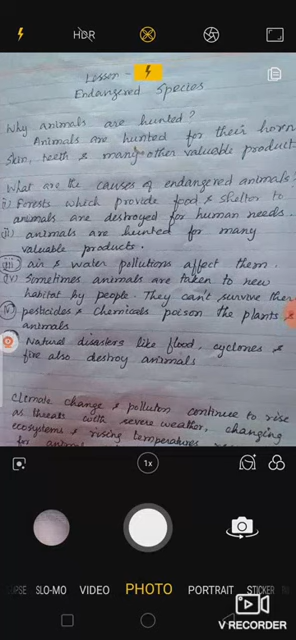 HDR
Lesson -
Endangered Species
Why animals are hunted?
Animals are hunted for their horn
Skin, teeth & many other valuable product
What are the causes of endangered animals?
i) Forests which provide food & shelter to
animals are destroyed for human needs.
ii) animals are hunted for many
valuable products.
iii) air & water pollutions affect them.
iv) Sometimes animals are taken to new
habitat by people. They can't survive there
v) pesticides & chemicals poison the plants &
animals
Natural disasters like flood, cyclones &
fire also destroy animals
Climate change & polluton continue to rise
as threats with severe weather, changing
ecosystems & rising temperatures
for
1x
PSE SLO-MO VIDEO PHOTO PORTRAIT STICKER
V RECORDER